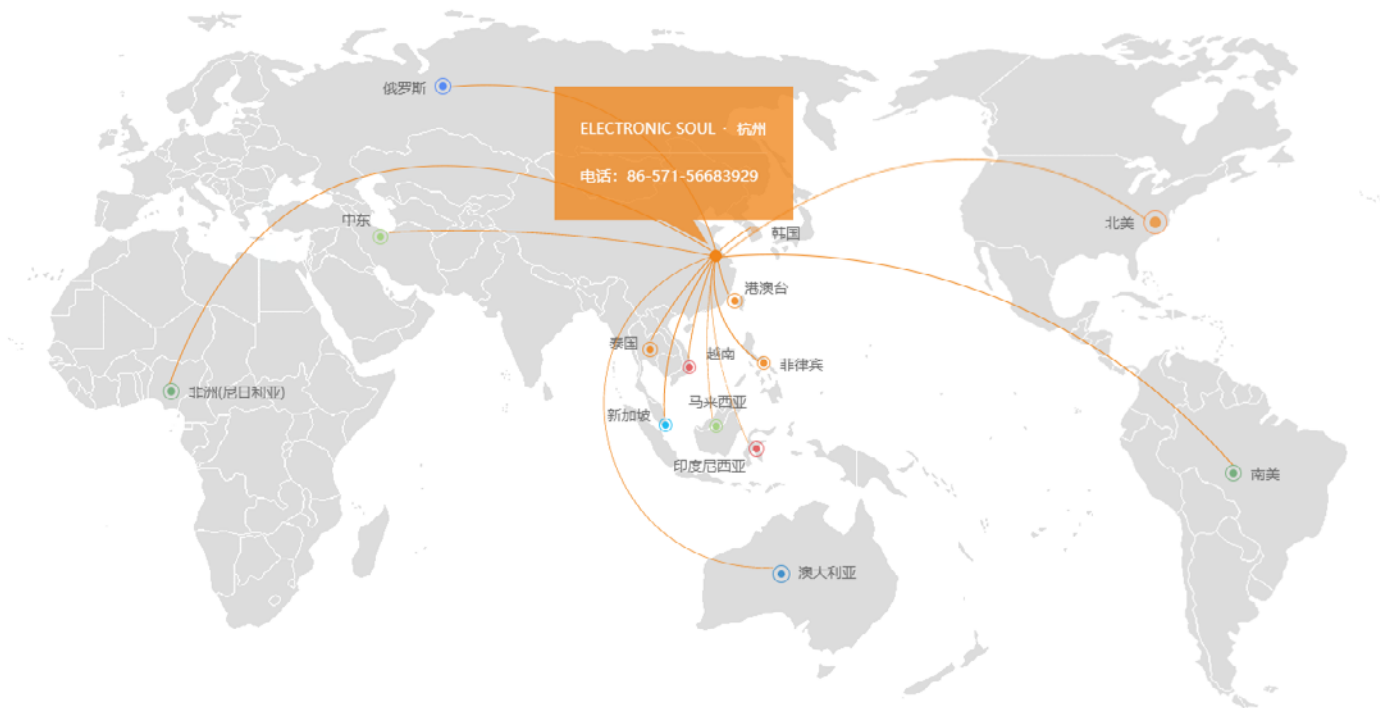 俄罗斯
ELECTRONIC SOUL · 杭州
电话：86-571-56683929
中东
北美
韩国
港澳台
泰国
越南
菲律宾
非洲(尼日利亚)
马来西亚
新加坡
印度尼西亚
南美
澳大利亚